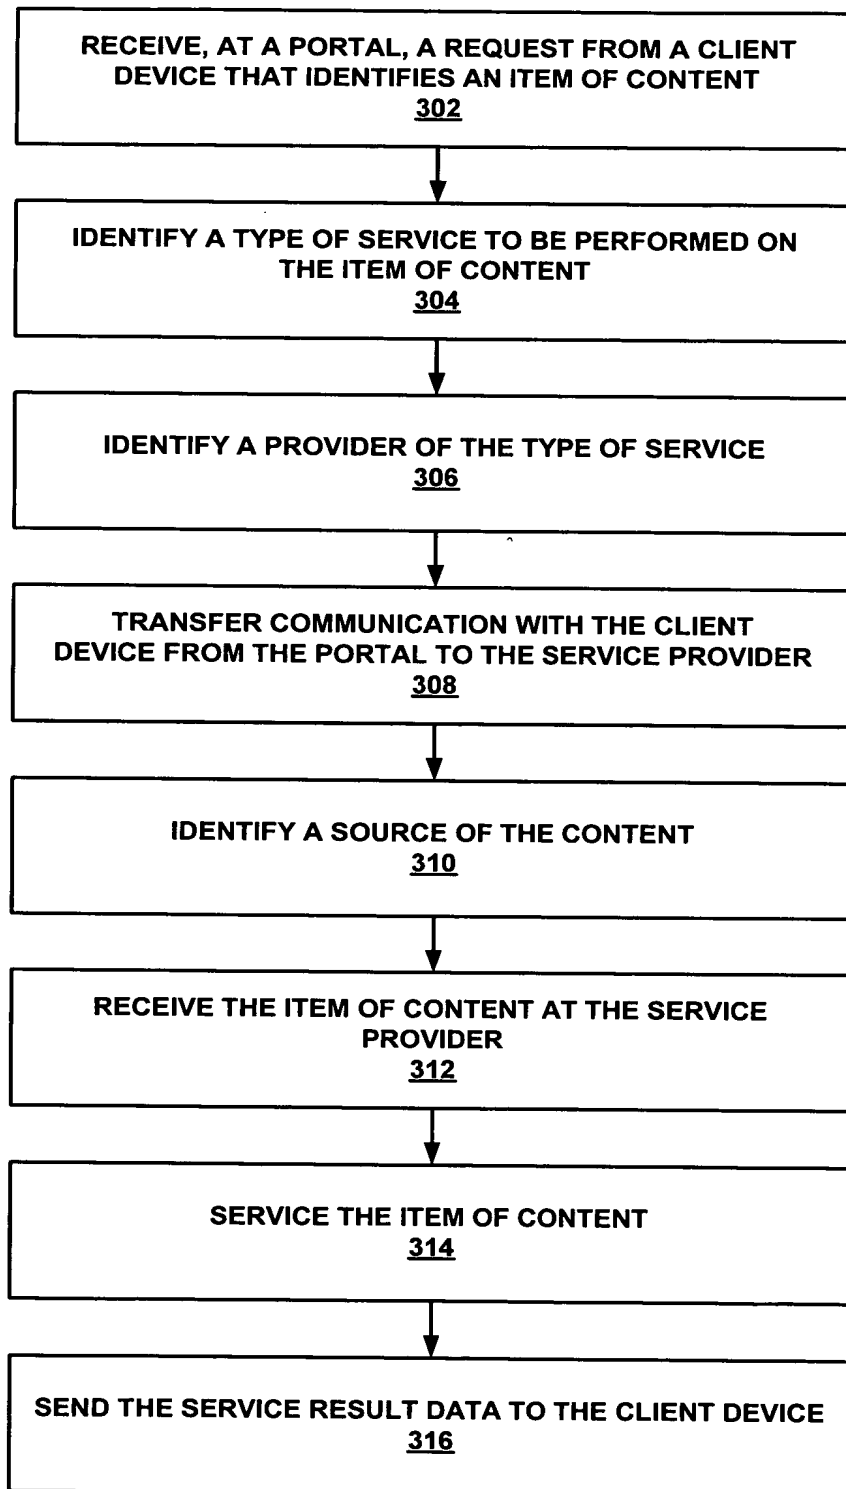 RECEIVE, AT A PORTAL, A REQUEST FROM A CLIENT
DEVICE THAT IDENTIFIES AN ITEM OF CONTENT
302
IDENTIFY A TYPE OF SERVICE TO BE PERFORMED ON
THE ITEM OF CONTENT
304
IDENTIFY A PROVIDER OF THE TYPE OF SERVICE
306
TRANSFER COMMUNICATION WITH THE CLIENT
DEVICE FROM THE PORTAL TO THE SERVICE PROVIDER
308
IDENTIFY A SOURCE OF THE CONTENT
310
RECEIVE THE ITEM OF CONTENT AT THE SERVICE
PROVIDER
312
SERVICE THE ITEM OF CONTENT
314
SEND THE SERVICE RESULT DATA TO THE CLIENT DEVICE
316